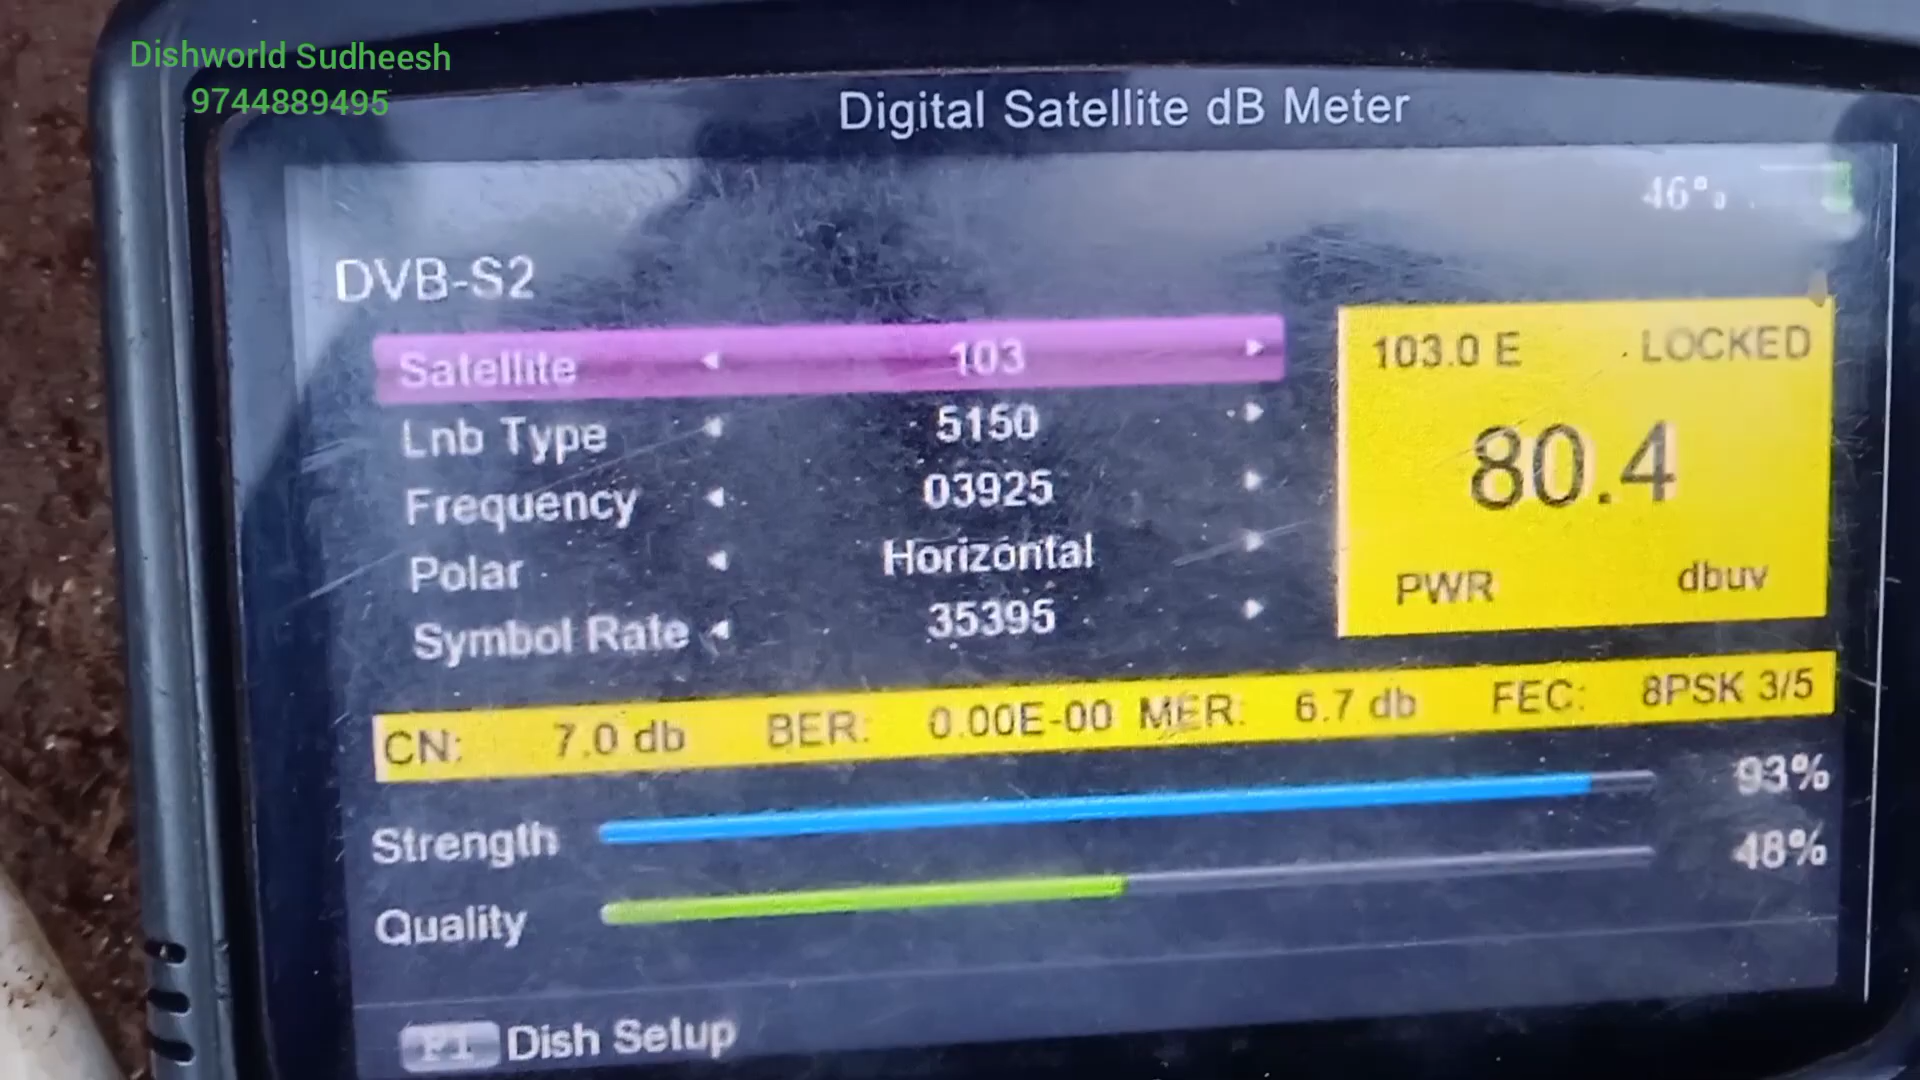 Dishworld Sudheesh
9744889495
Digital Satellite dB Meter
46%
DVB-S2
Satellite 103
Lnb Type 5150
Frequency 03925
Polar Horizontal
Symbol Rate 35395
103.0 E LOCKED
80.4
PWR dbuv
CN: 7.0 db BER: 0.00E-00 MER: 6.7 db FEC: 8PSK 3/5
Strength 93%
Quality 48%
F1 Dish Setup